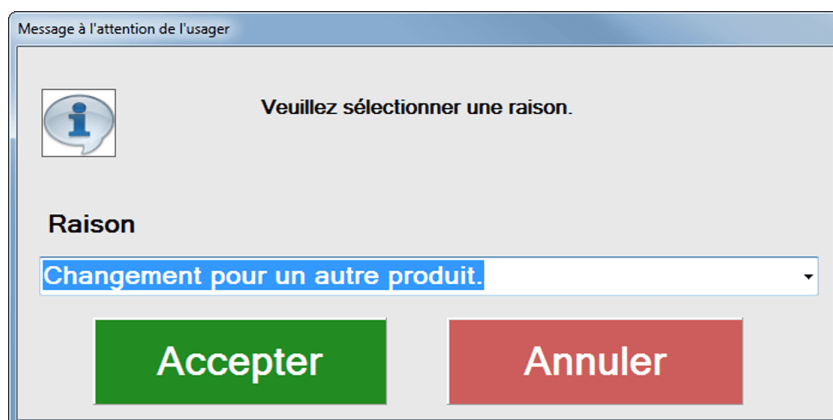 Message à l'attention de l'usager
Veuillez sélectionner une raison.
Raison
Changement pour un autre produit.
Accepter
Annuler